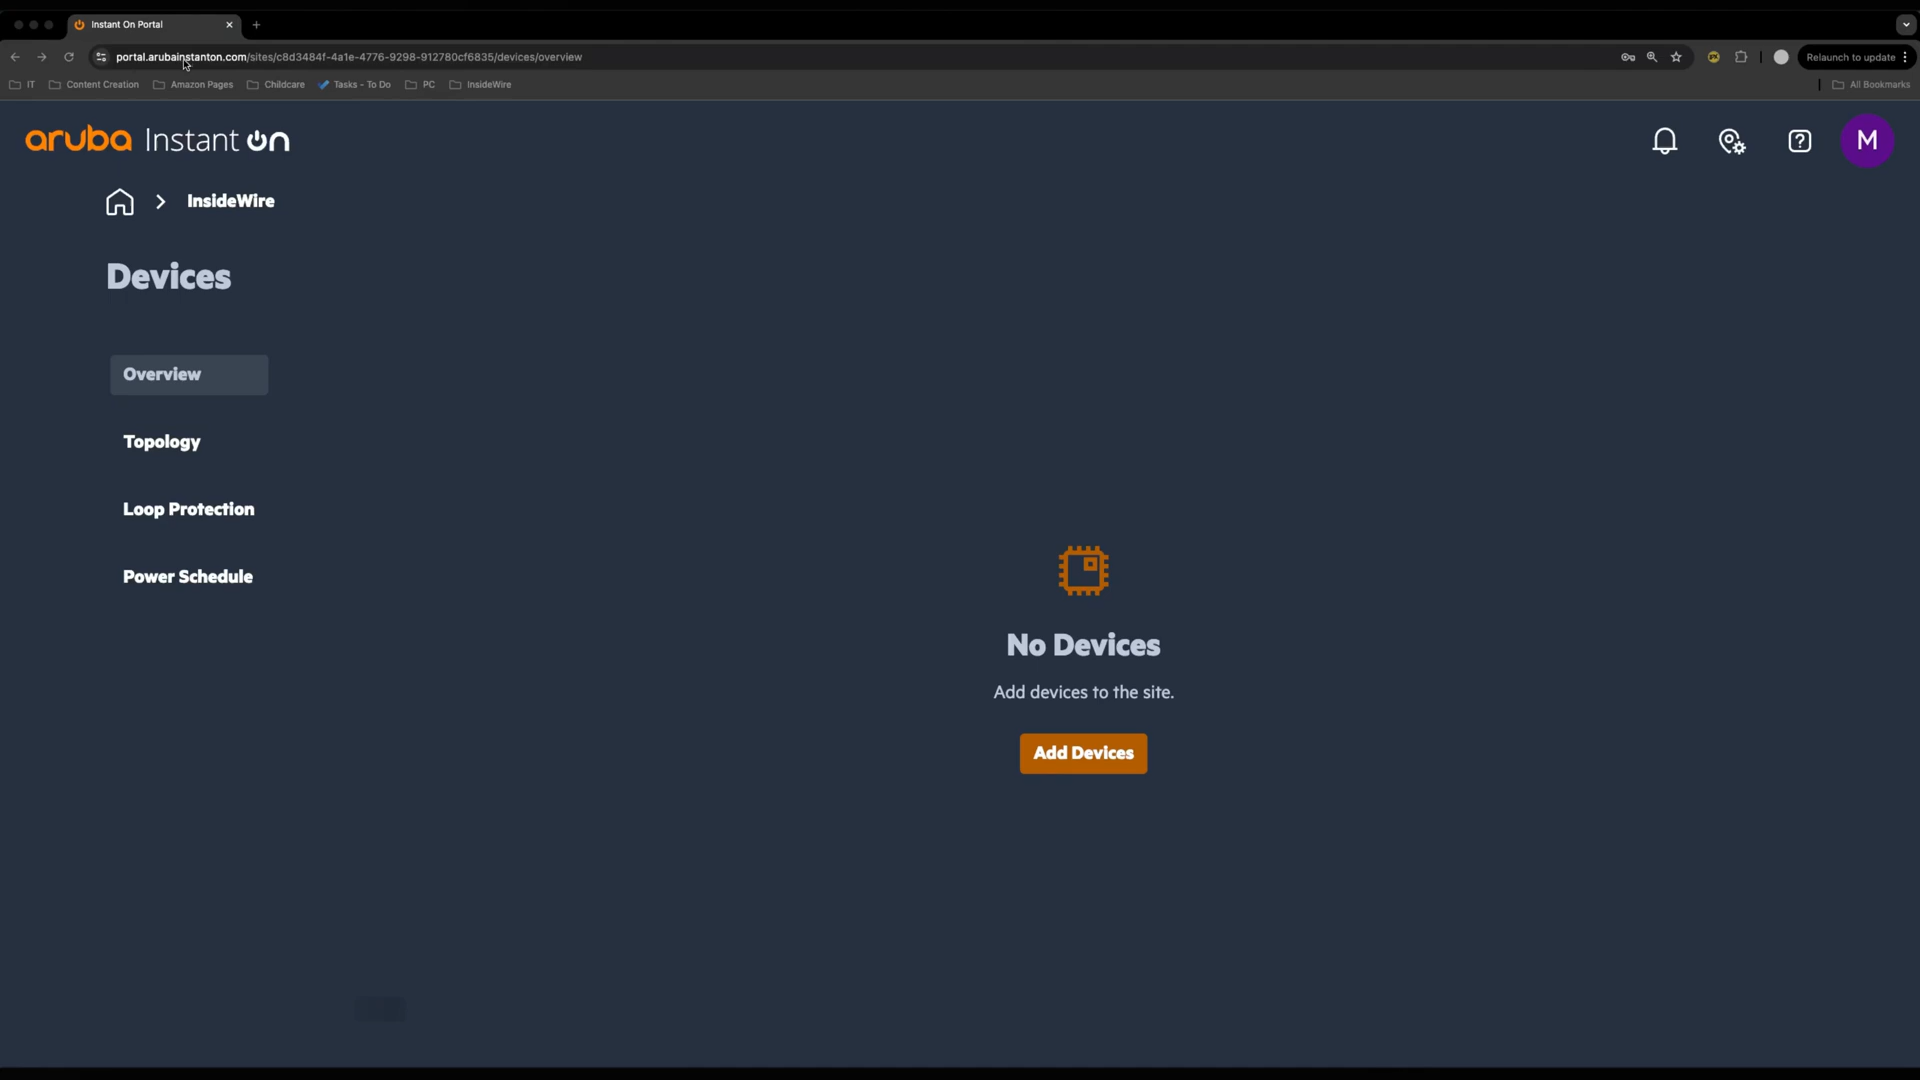 Instant On Portal
portal.arubainstanton.com/sites/c8d3484f-4a1e-4776-9298-912780cf6835/devices/overview
Relaunch to update
IT
Content Creation
Amazon Pages
Childcare
Tasks - To Do
PC
InsideWire
All Bookmarks
aruba Instant On
M
InsideWire
Devices
Overview
Topology
Loop Protection
Power Schedule
No Devices
Add devices to the site.
Add Devices